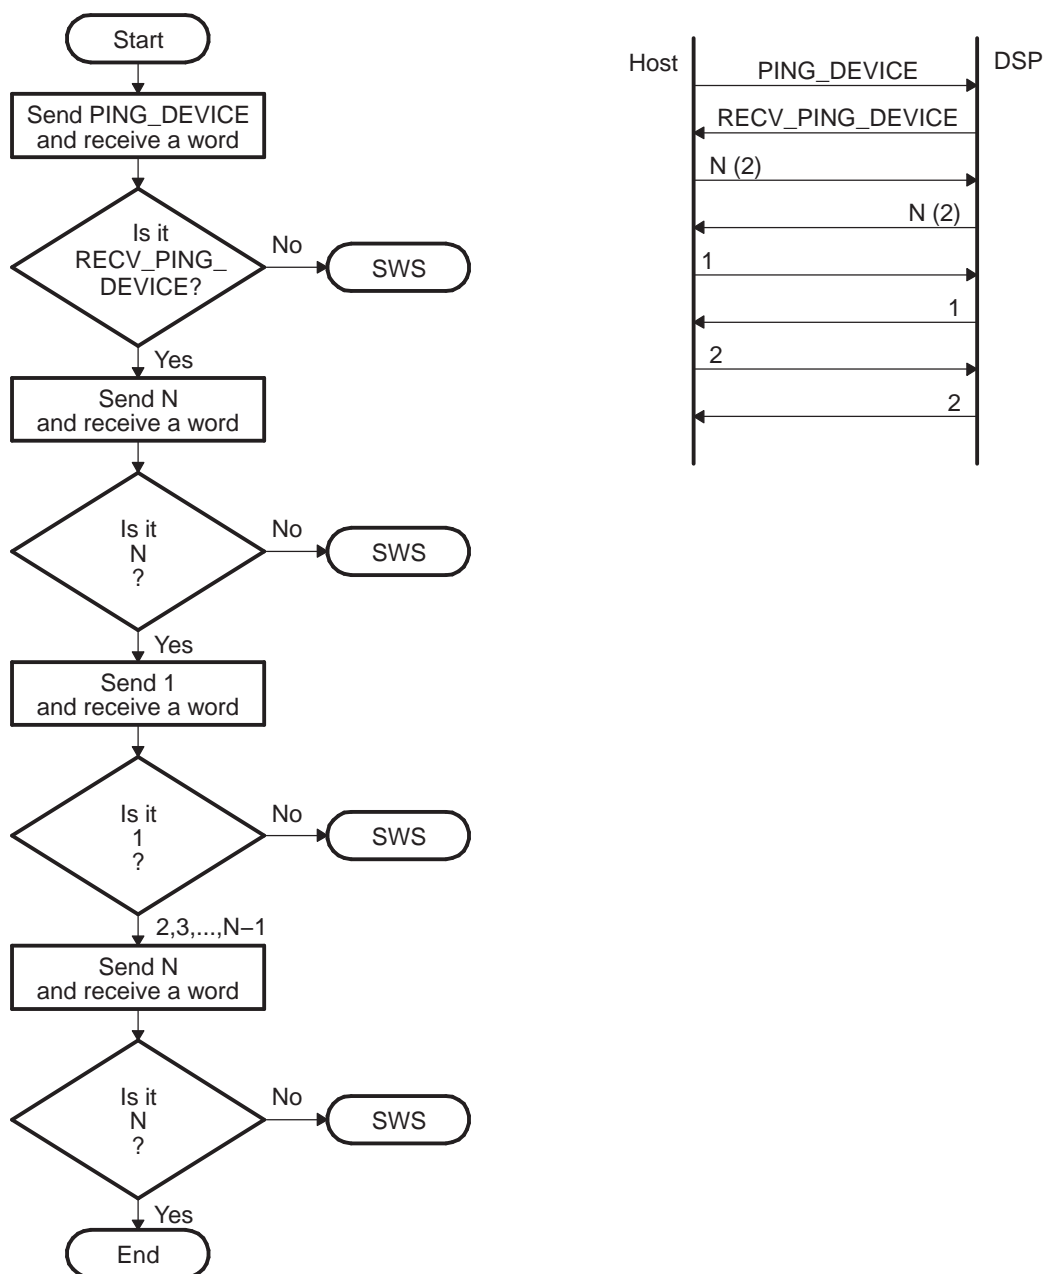 Start
Send PING_DEVICE
and receive a word
Is it
RECV_PING_
DEVICE?
No
SWS
Yes
Send N
and receive a word
Is it
N
?
No
SWS
Yes
Send 1
and receive a word
Is it
1
?
No
SWS
2,3,...,N−1
Send N
and receive a word
Is it
N
?
No
SWS
Yes
End
Host
DSP
PING_DEVICE
RECV_PING_DEVICE
N (2)
N (2)
1
1
2
2